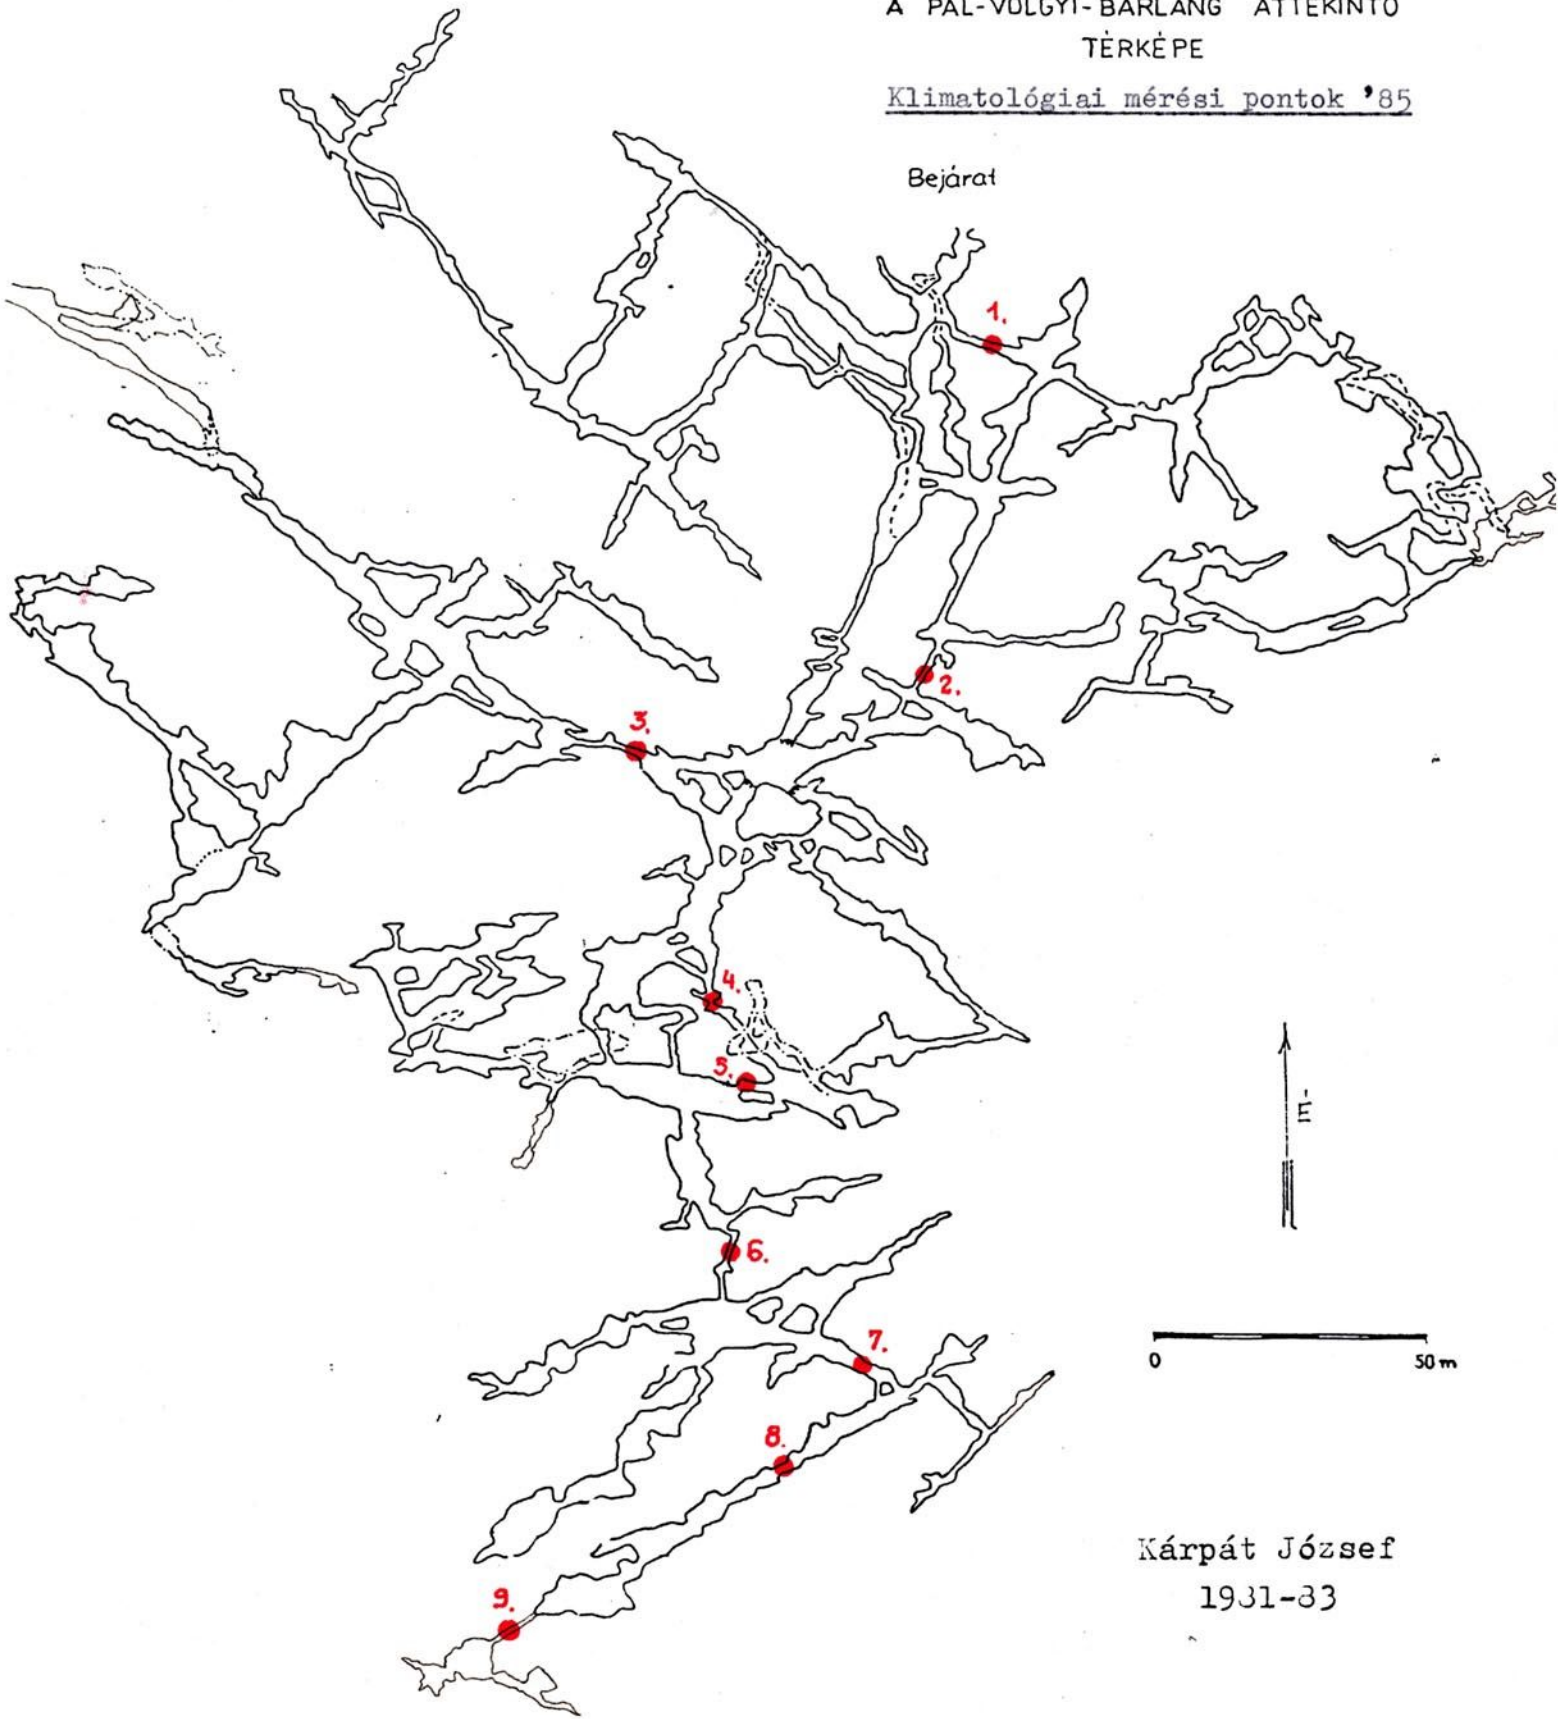 A PÁL-VÖLGYI-BARLANG ÁTTEKINTŐ
TÉRKÉPE
Klimatológiai mérési pontok '85
Bejárat
1.
2.
3.
4.
5.
6.
7.
8.
9.
É
0 50 m
Kárpát József
1981-83